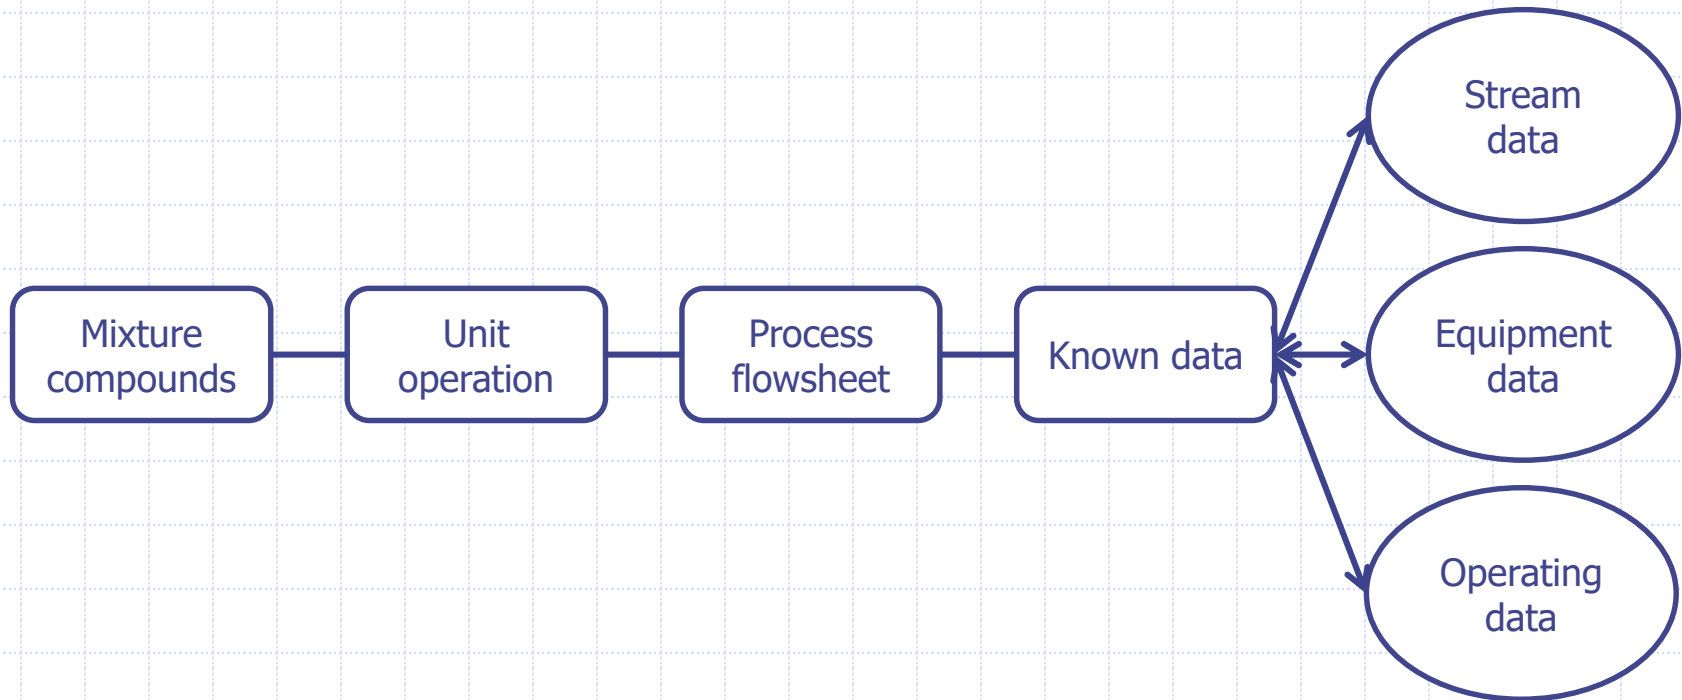 Mixture
compounds
Unit
operation
Process
flowsheet
Known data
Stream
data
Equipment
data
Operating
data